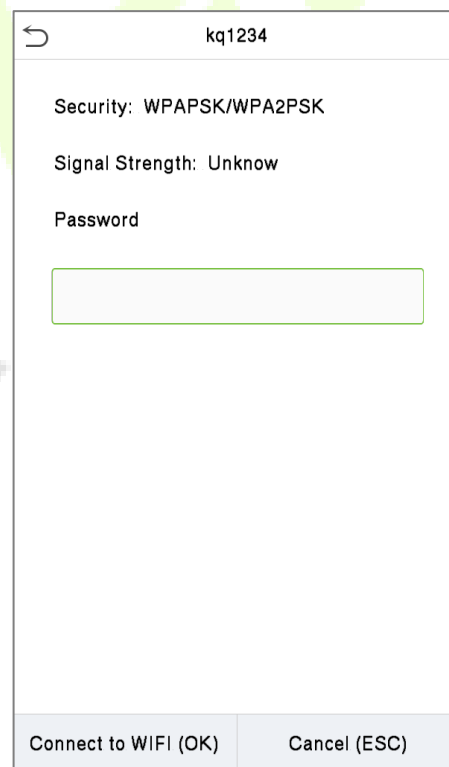 kq1234
Security: WPAPSK/WPA2PSK
Signal Strength: Unknow
Password
Connect to WIFI (OK)
Cancel (ESC)